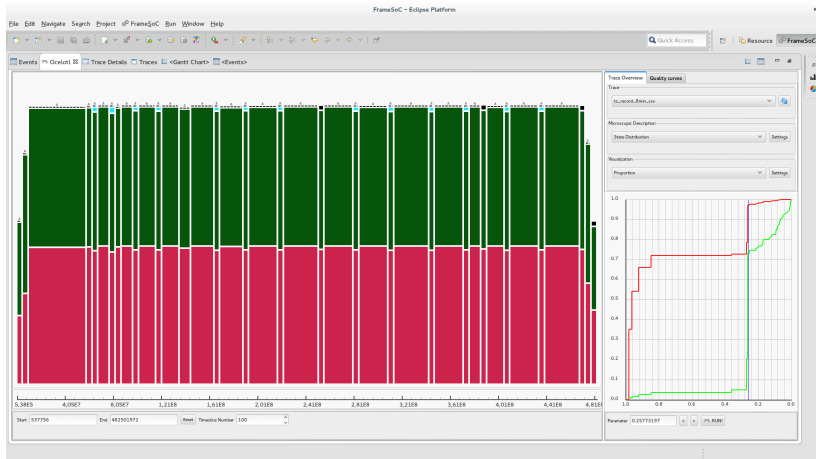 FrameSoC - Eclipse Platform
File Edit Navigate Search Project FrameSoC Run Window Help
Quick Access Resource FrameSoC
Events Ocelotl Trace Details Traces <Gantt Chart> <Events>
Trace Overview Quality curves
Trace
Microscopic Description
State Distribution Settings
Visualization
Proportion Settings
1.0
0.9
0.8
0.7
0.6
0.5
0.4
0.3
0.2
0.1
0.0
1.0 0.8 0.6 0.4 0.2 0.0
5,38E5 4,05E7 8,05E7 1,21E8 1,61E8 2,01E8 2,41E8 2,81E8 3,21E8 3,61E8 4,01E8 4,41E8 4,81E
Start 537756 End 482501972 Reset Timeslice Number 100
Parameter 0.25773197 < > RUN!